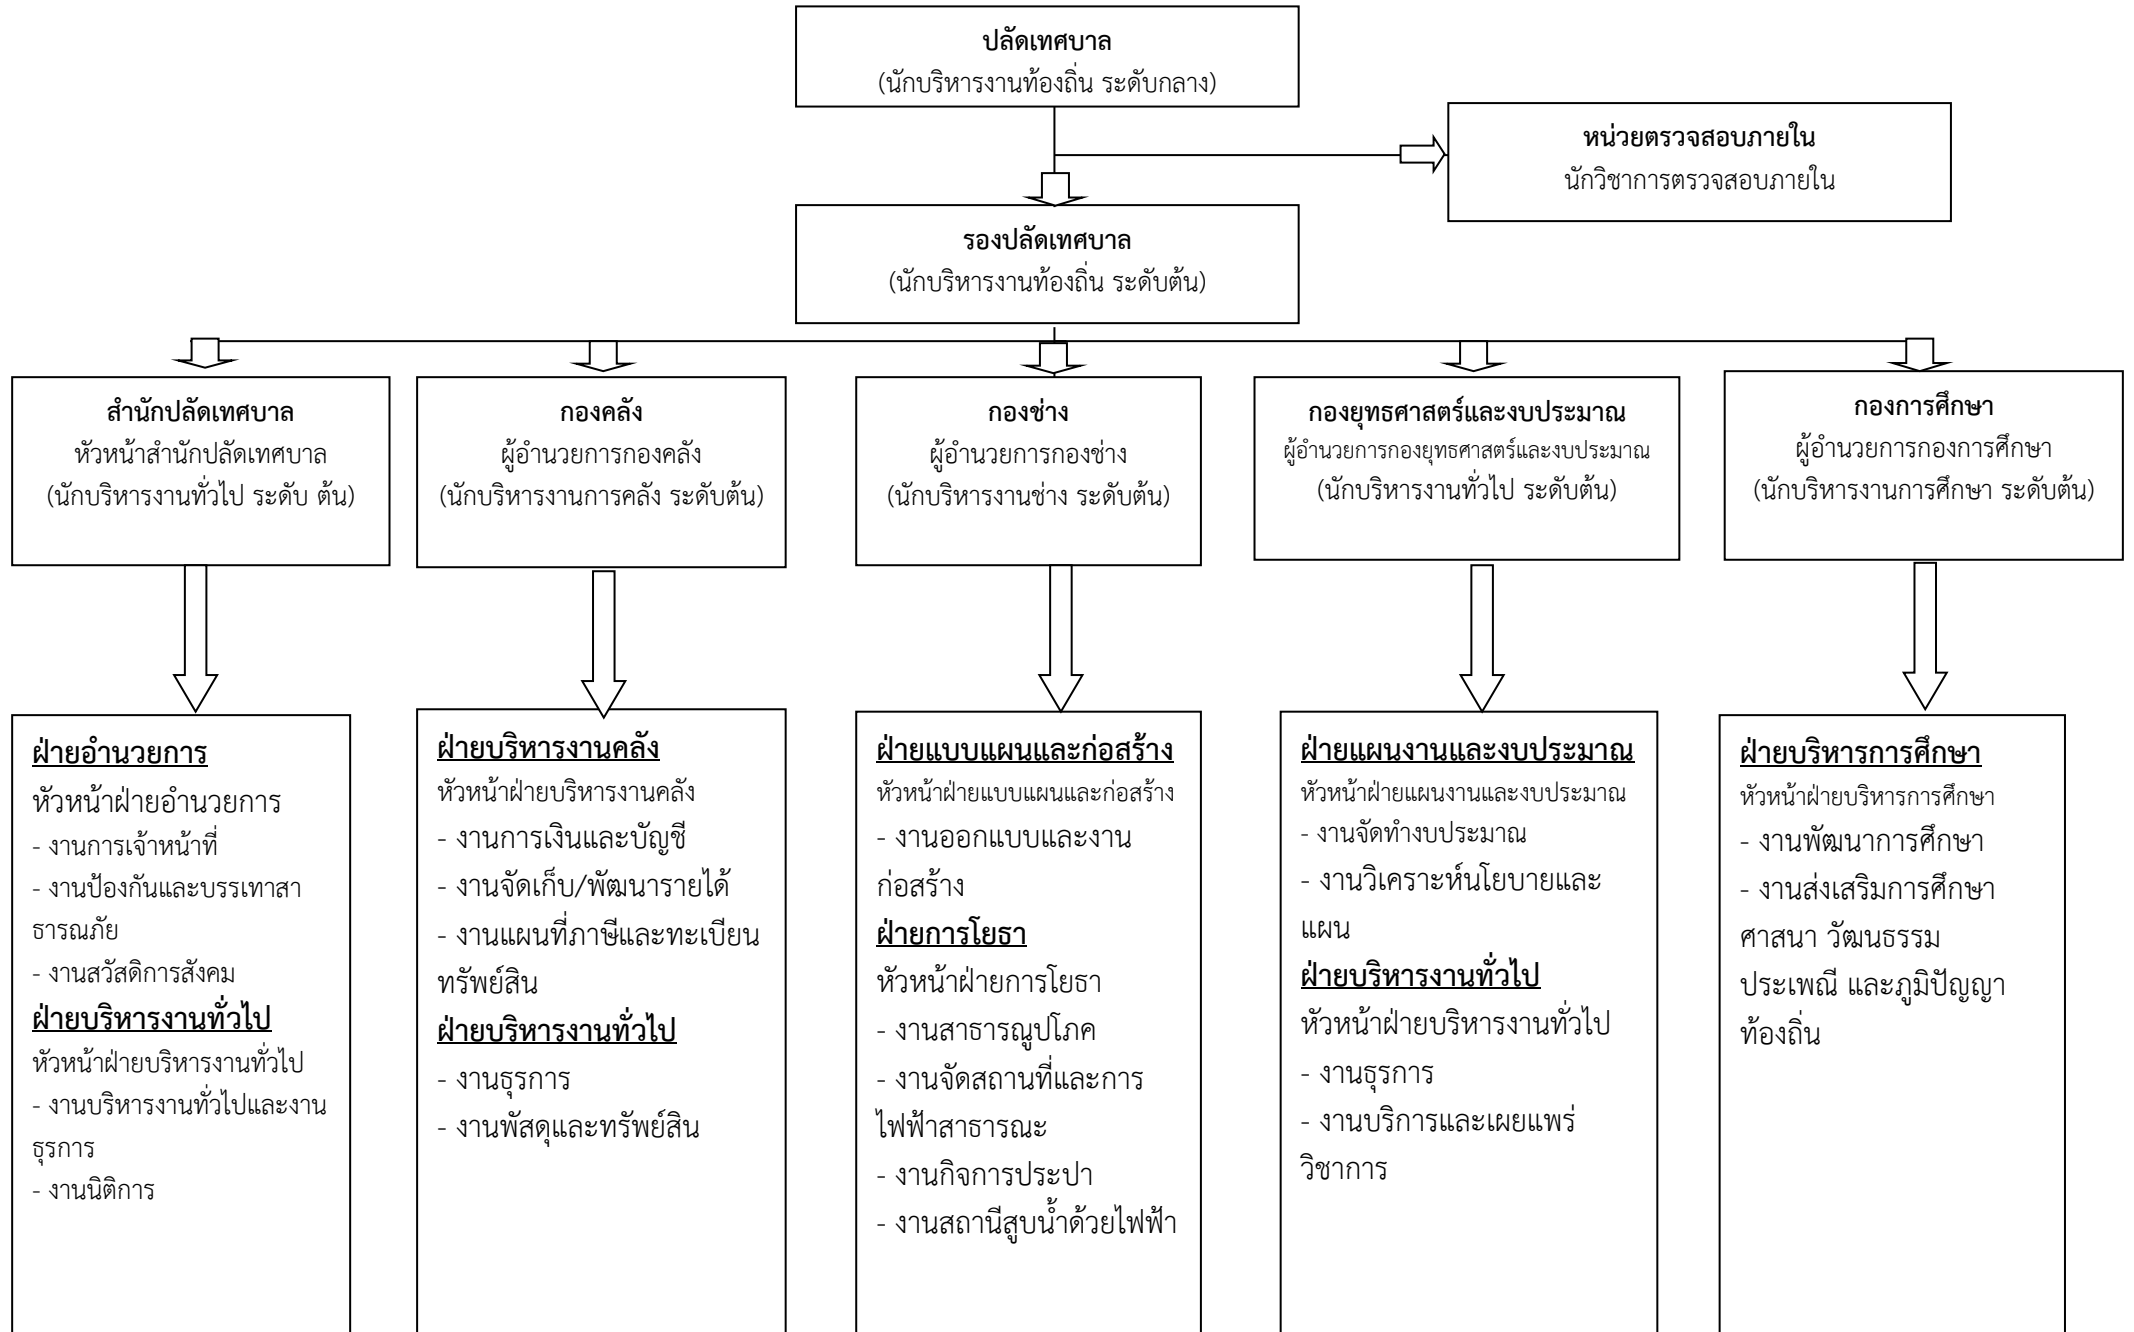 ปลัดเทศบาล
(นักบริหารงานท้องถิ่น ระดับกลาง)
หน่วยตรวจสอบภายใน
นักวิชาการตรวจสอบภายใน
รองปลัดเทศบาล
(นักบริหารงานท้องถิ่น ระดับต้น)
สำนักปลัดเทศบาล
หัวหน้าสำนักปลัดเทศบาล
(นักบริหารงานทั่วไป ระดับ ต้น)
กองคลัง
ผู้อำนวยการกองคลัง
(นักบริหารงานการคลัง ระดับต้น)
กองช่าง
ผู้อำนวยการกองช่าง
(นักบริหารงานช่าง ระดับต้น)
กองยุทธศาสตร์และงบประมาณ
ผู้อำนวยการกองยุทธศาสตร์และงบประมาณ
(นักบริหารงานทั่วไป ระดับต้น)
กองการศึกษา
ผู้อำนวยการกองการศึกษา
(นักบริหารงานการศึกษา ระดับต้น)
ฝ่ายอำนวยการ
หัวหน้าฝ่ายอำนวยการ
- งานการเจ้าหน้าที่
- งานป้องกันและบรรเทาสา
ธารณภัย
- งานสวัสดิการสังคม
ฝ่ายบริหารงานทั่วไป
หัวหน้าฝ่ายบริหารงานทั่วไป
- งานบริหารงานทั่วไปและงาน
ธุรการ
- งานนิติการ
ฝ่ายบริหารงานคลัง
หัวหน้าฝ่ายบริหารงานคลัง
- งานการเงินและบัญชี
- งานจัดเก็บ/พัฒนารายได้
- งานแผนที่ภาษีและทะเบียน
ทรัพย์สิน
ฝ่ายบริหารงานทั่วไป
- งานธุรการ
- งานพัสดุและทรัพย์สิน
ฝ่ายแบบแผนและก่อสร้าง
หัวหน้าฝ่ายแบบแผนและก่อสร้าง
- งานออกแบบและงาน
ก่อสร้าง
ฝ่ายการโยธา
หัวหน้าฝ่ายการโยธา
- งานสาธารณูปโภค
- งานจัดสถานที่และการ
ไฟฟ้าสาธารณะ
- งานกิจการประปา
- งานสถานีสูบน้ำด้วยไฟฟ้า
ฝ่ายแผนงานและงบประมาณ
หัวหน้าฝ่ายแผนงานและงบประมาณ
- งานจัดทำงบประมาณ
- งานวิเคราะห์นโยบายและ
แผน
ฝ่ายบริหารงานทั่วไป
หัวหน้าฝ่ายบริหารงานทั่วไป
- งานธุรการ
- งานบริการและเผยแพร่
วิชาการ
ฝ่ายบริหารการศึกษา
หัวหน้าฝ่ายบริหารการศึกษา
- งานพัฒนาการศึกษา
- งานส่งเสริมการศึกษา
ศาสนา วัฒนธรรม
ประเพณี และภูมิปัญญา
ท้องถิ่น